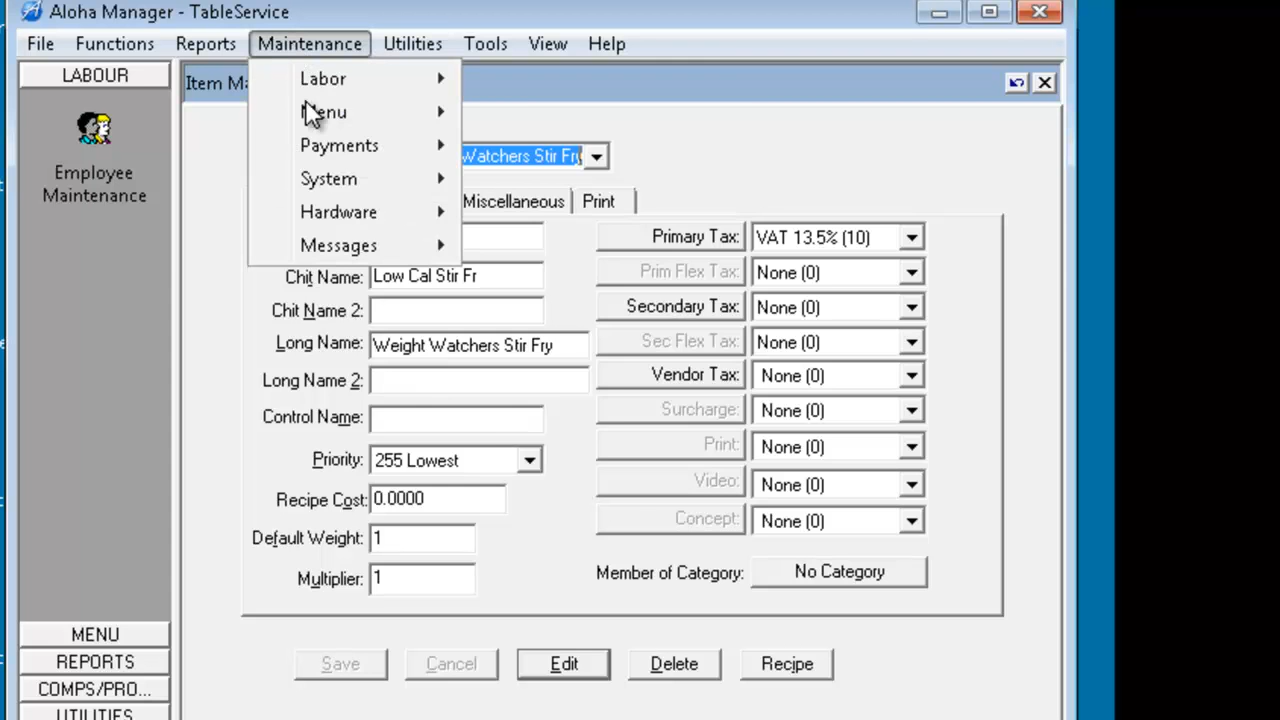 Aloha Manager - TableService
File Functions Reports Maintenance Utilities Tools View Help
LABOUR
Employee
Maintenance
MENU
REPORTS
COMPS/PRO...
UTILITIES
Labor
Menu
Payments
System
Hardware
Messages
Item
Watchers Stir Fry
Miscellaneous Print
Chit Name: Low Cal Stir Fr
Chit Name 2:
Long Name: Weight Watchers Stir Fry
Long Name 2:
Control Name:
Priority: 255 Lowest
Recipe Cost: 0.0000
Default Weight: 1
Multiplier: 1
Primary Tax: VAT 13.5% (10)
Prim Flex Tax: None (0)
Secondary Tax: None (0)
Sec Flex Tax: None (0)
Vendor Tax: None (0)
Surcharge: None (0)
Print: None (0)
Video: None (0)
Concept: None (0)
Member of Category: No Category
Save Cancel Edit Delete Recipe